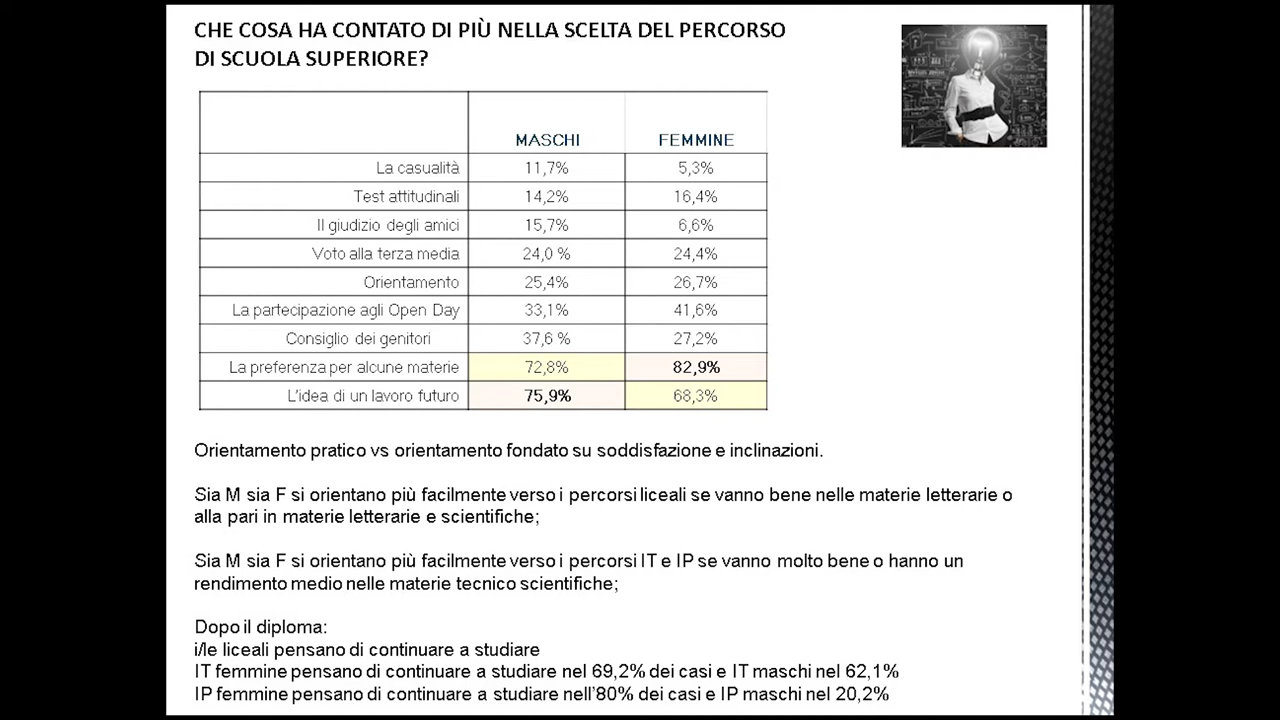 CHE COSA HA CONTATO DI PIÙ NELLA SCELTA DEL PERCORSO
DI SCUOLA SUPERIORE?
MASCHI FEMMINE
La casualità 11,7% 5,3%
Test attitudinali 14,2% 16,4%
Il giudizio degli amici 15,7% 6,6%
Voto alla terza media 24,0 % 24,4%
Orientamento 25,4% 26,7%
La partecipazione agli Open Day 33,1% 41,6%
Consiglio dei genitori 37,6 % 27,2%
La preferenza per alcune materie 72,8% 82,9%
L'idea di un lavoro futuro 75,9% 68,3%
Orientamento pratico vs orientamento fondato su soddisfazione e inclinazioni.
Sia M sia F si orientano più facilmente verso i percorsi liceali se vanno bene nelle materie letterarie o
alla pari in materie letterarie e scientifiche;
Sia M sia F si orientano più facilmente verso i percorsi IT e IP se vanno molto bene o hanno un
rendimento medio nelle materie tecnico scientifiche;
Dopo il diploma:
i/le liceali pensano di continuare a studiare
IT femmine pensano di continuare a studiare nel 69,2% dei casi e IT maschi nel 62,1%
IP femmine pensano di continuare a studiare nell'80% dei casi e IP maschi nel 20,2%